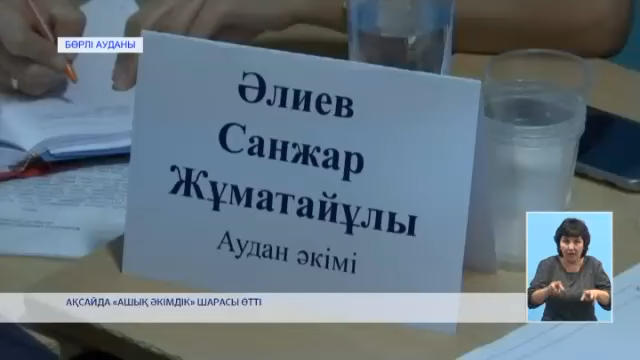 БӨРЛІ АУДАНЫ
Әлиев
Санжар
Жұматайұлы
Аудан әкімі
АҚСАЙДА «АШЫҚ ӘКІМДІК» ШАРАСЫ ӨТТІ